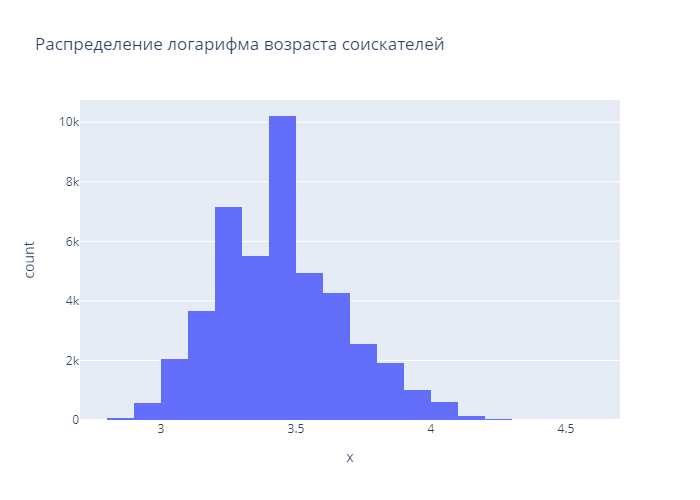 Распределение логарифма возраста соискателей
10k
8k
6k
4k
2k
0
count
3
3.5
4
4.5
x